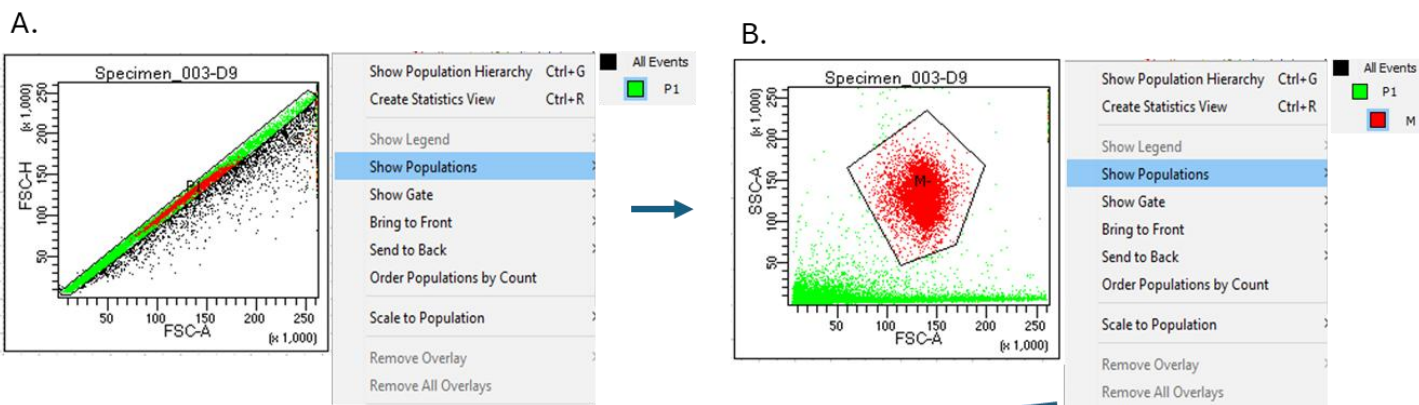 A.
Specimen_003-D9
FSC-H
(x 1,000)
50 100 150 200 250
P1
50 100 150 200 250
FSC-A
(x 1,000)
Show Population Hierarchy Ctrl+G
Create Statistics View Ctrl+R
Show Legend
Show Populations
Show Gate
Bring to Front
Send to Back
Order Populations by Count
Scale to Population
Remove Overlay
Remove All Overlays
All Events
P1
B.
Specimen_003-D9
SSC-A
(x 1,000)
50 100 150 200 250
M-
50 100 150 200 250
FSC-A
(x 1,000)
Show Population Hierarchy Ctrl+G
Create Statistics View Ctrl+R
Show Legend
Show Populations
Show Gate
Bring to Front
Send to Back
Order Populations by Count
Scale to Population
Remove Overlay
Remove All Overlays
All Events
P1
M